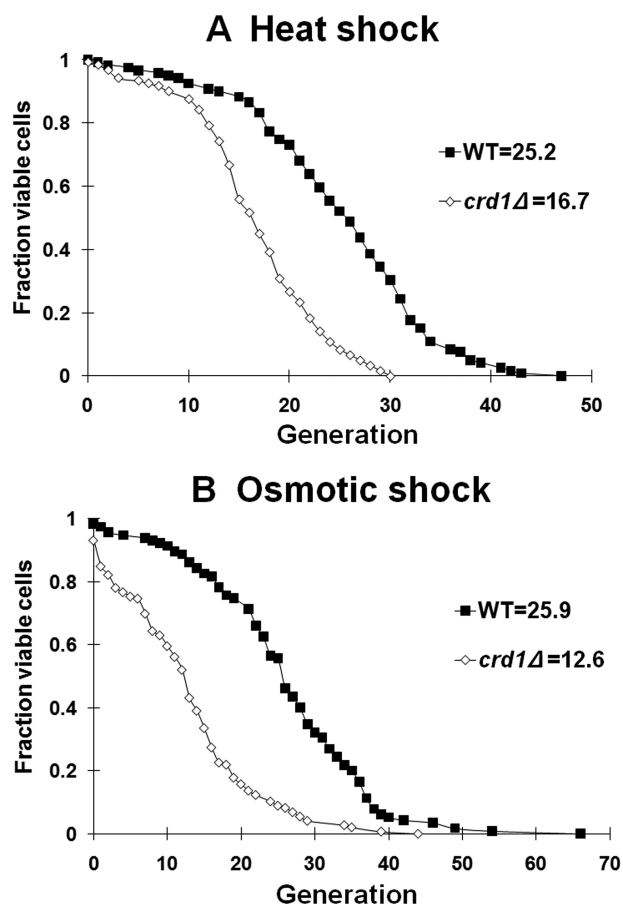 A Heat shock
1
0.8
0.6
0.4
0.2
0
Fraction viable cells
WT=25.2
crd1Δ=16.7
0 10 20 30 40 50
Generation
B Osmotic shock
1
0.8
0.6
0.4
0.2
0
Fraction viable cells
WT=25.9
crd1Δ=12.6
0 10 20 30 40 50 60 70
Generation